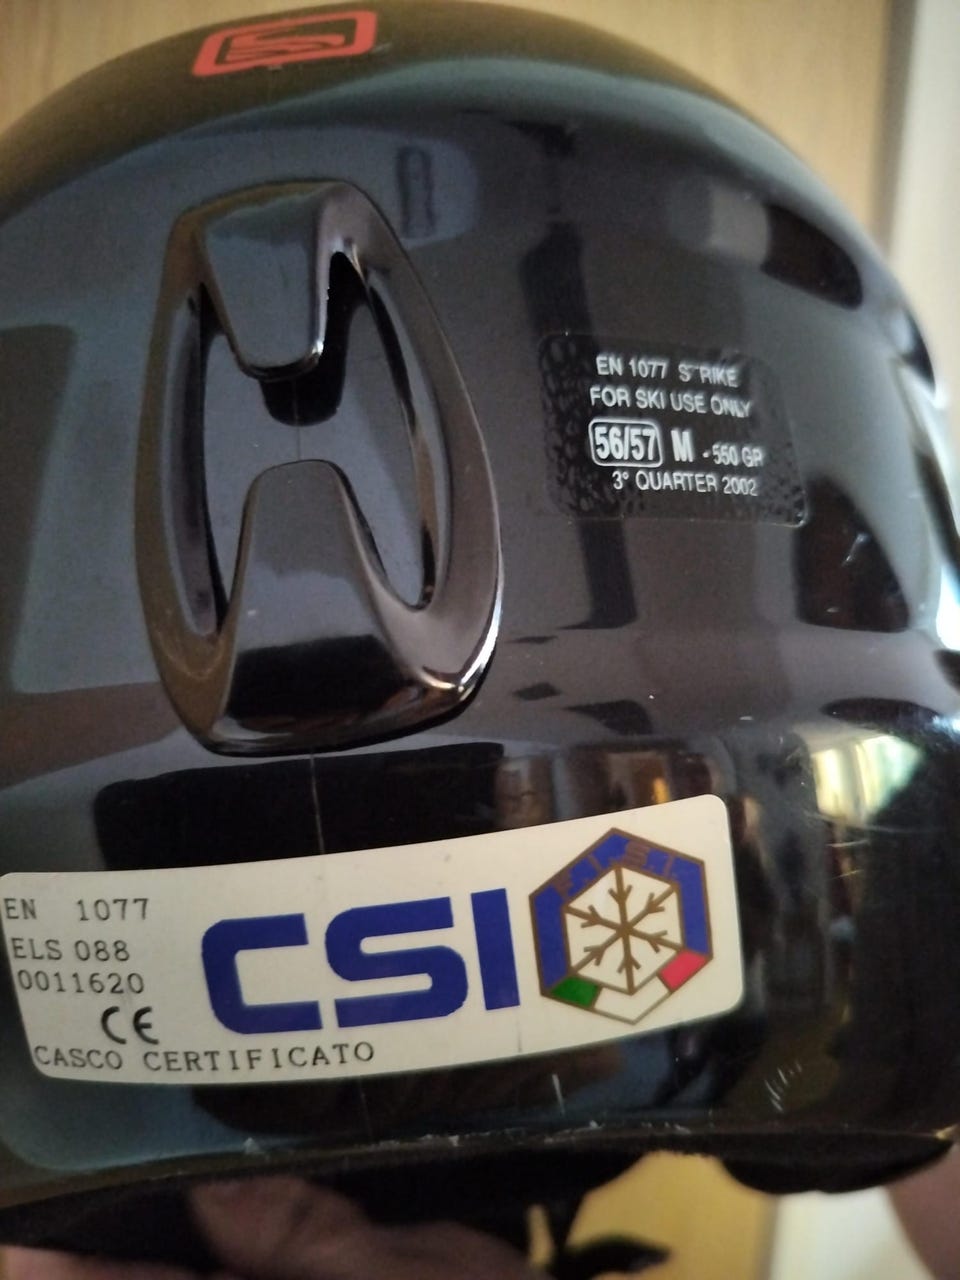 EN 1077 STRIKE
FOR SKI USE ONLY
56/57 M - 550 GR
3° QUARTER 2002
EN 1077
ELS 088
0011620
CE
CASCO CERTIFICATO
CSI
F.I.S.I.